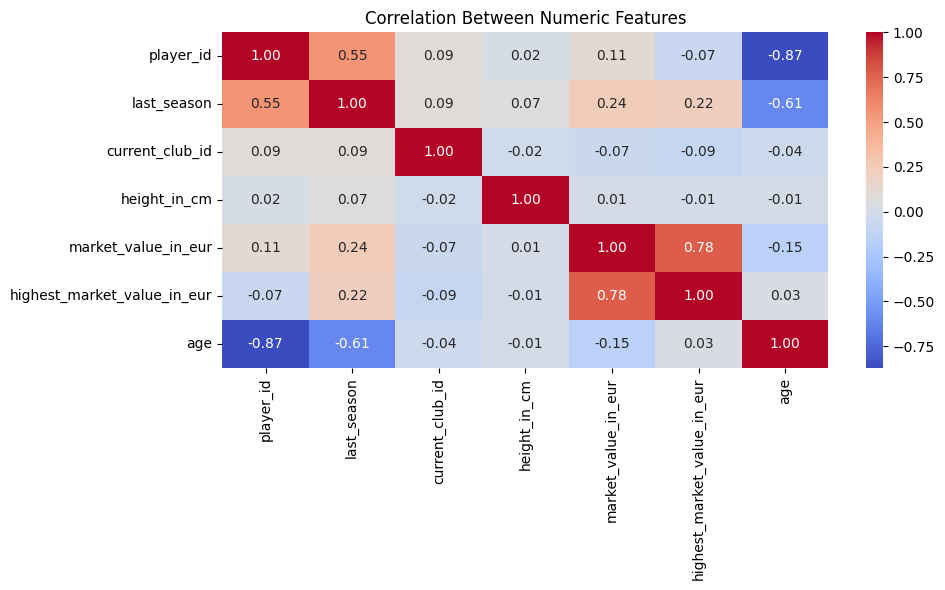 Correlation Between Numeric Features
player_id 1.00 0.55 0.09 0.02 0.11 -0.07 -0.87
last_season 0.55 1.00 0.09 0.07 0.24 0.22 -0.61
current_club_id 0.09 0.09 1.00 -0.02 -0.07 -0.09 -0.04
height_in_cm 0.02 0.07 -0.02 1.00 0.01 -0.01 -0.01
market_value_in_eur 0.11 0.24 -0.07 0.01 1.00 0.78 -0.15
highest_market_value_in_eur -0.07 0.22 -0.09 -0.01 0.78 1.00 0.03
age -0.87 -0.61 -0.04 -0.01 -0.15 0.03 1.00
player_id
last_season
current_club_id
height_in_cm
market_value_in_eur
highest_market_value_in_eur
age
1.00
0.75
0.50
0.25
0.00
−0.25
−0.50
−0.75